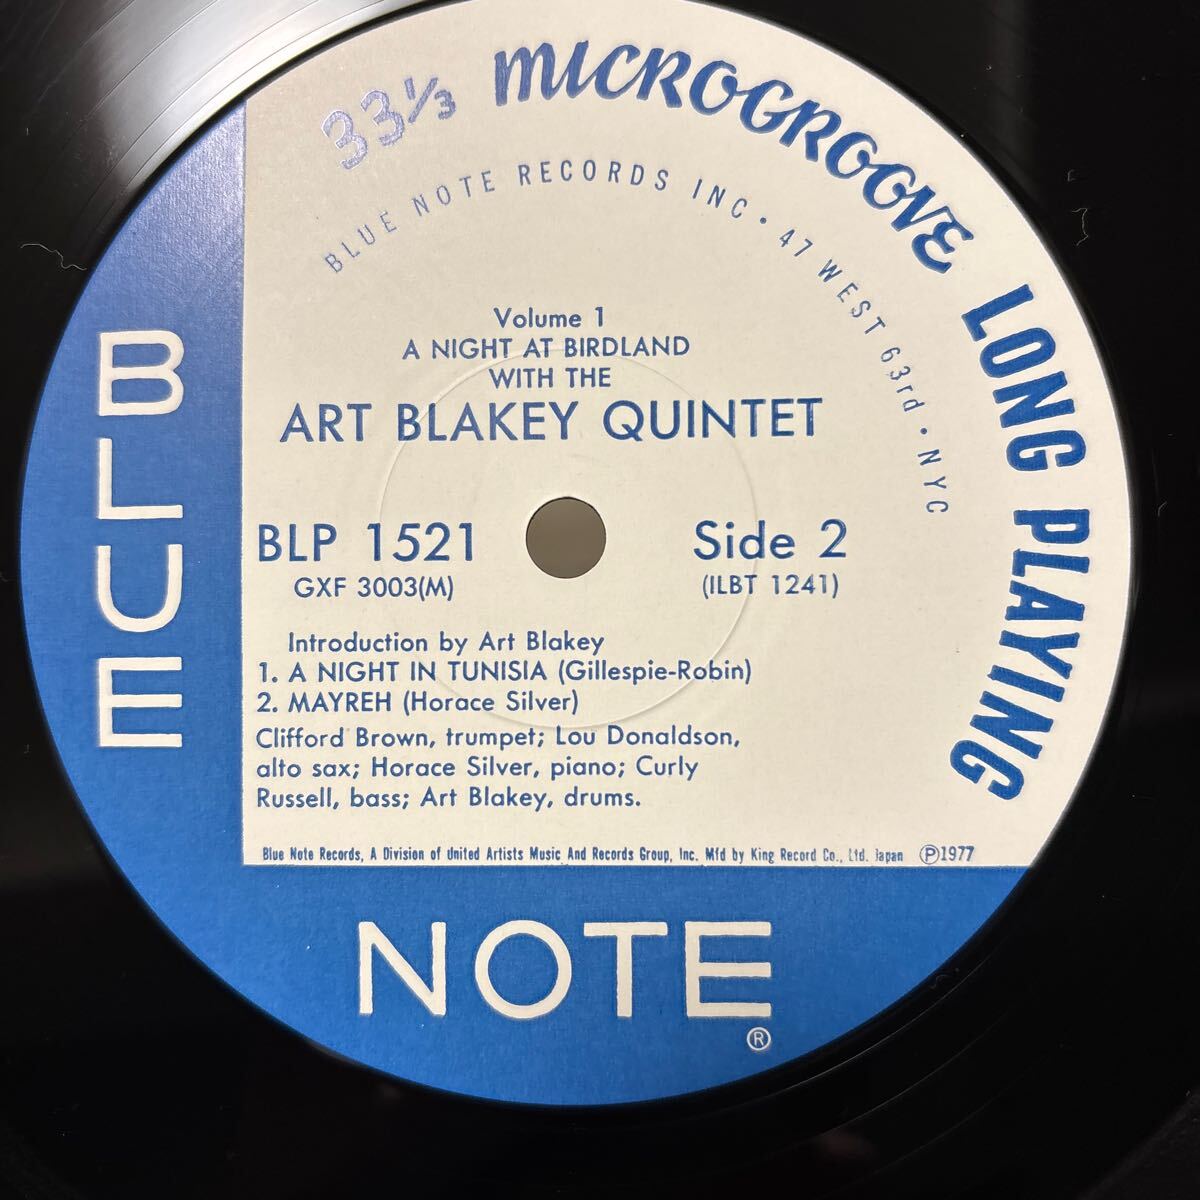 33⅓ MICROGROOVE LONG PLAYING
BLUE NOTE RECORDS INC • 47 WEST 63rd • NYC
Volume 1
A NIGHT AT BIRDLAND
WITH THE
ART BLAKEY QUINTET
BLP 1521
GXF 3003(M)
Side 2
(ILBT 1241)
Introduction by Art Blakey
1. A NIGHT IN TUNISIA (Gillespie-Robin)
2. MAYREH (Horace Silver)
Clifford Brown, trumpet; Lou Donaldson,
alto sax; Horace Silver, piano; Curly
Russell, bass; Art Blakey, drums.
Blue Note Records, A Division of United Artists Music And Records Group, Inc. Mfd by King Record Co., Ltd. Japan Ⓟ1977
BLUE
NOTE
®